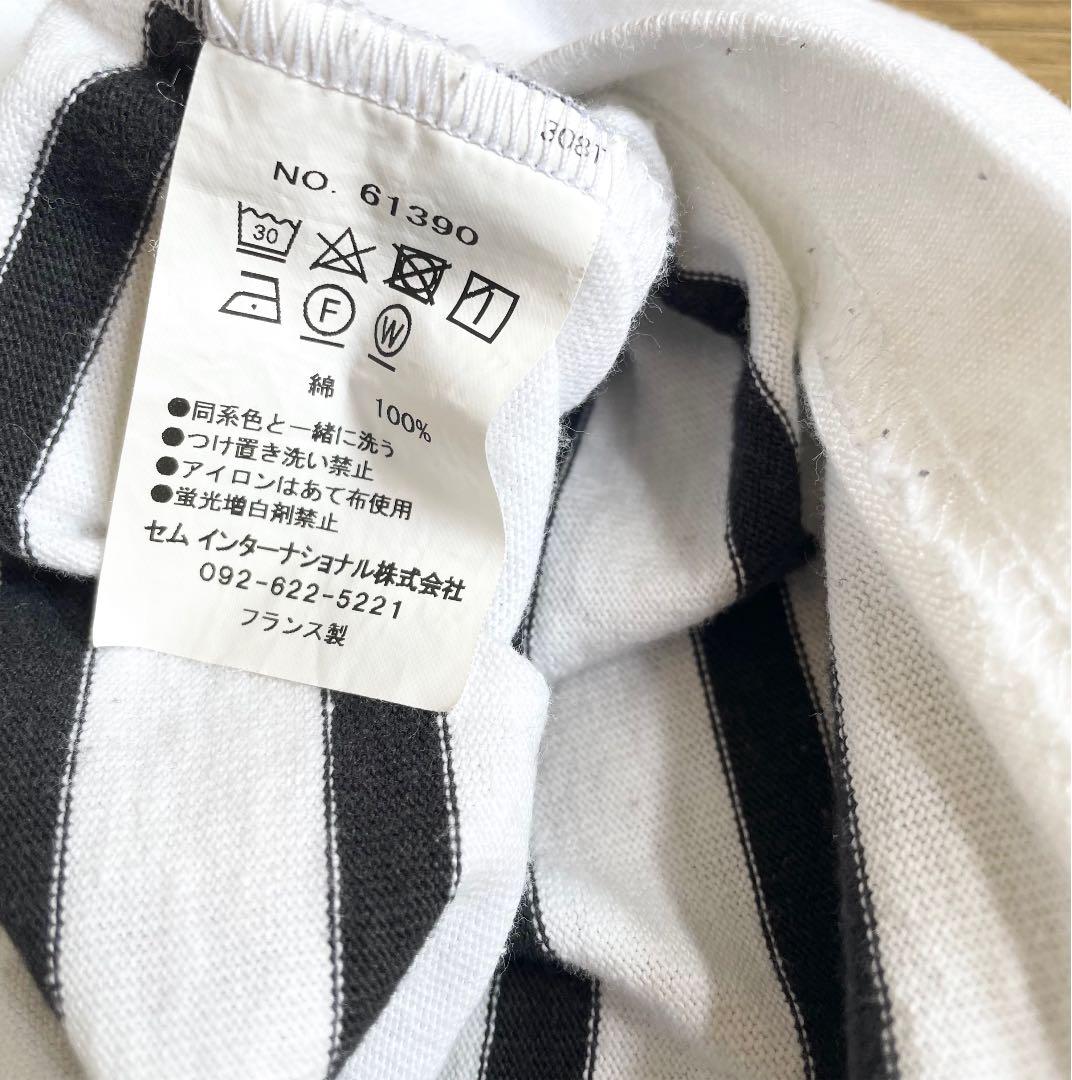 308T
NO. 61390
30
F W
綿 100%
●同系色と一緒に洗う
●つけ置き洗い禁止
●アイロンはあて布使用
●蛍光増白剤禁止
セム インターナショナル株式会社
092-622-5221
フランス製